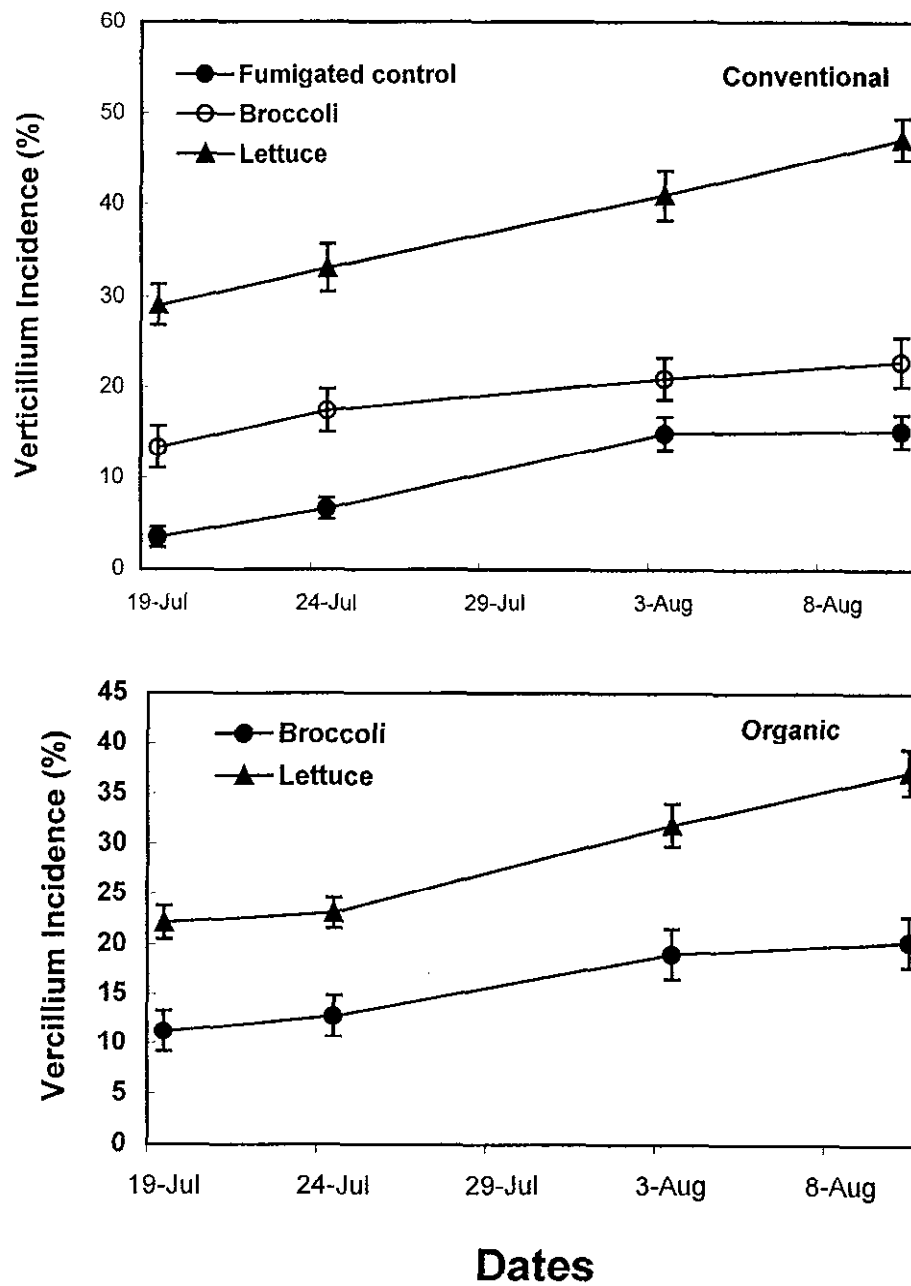 60
50
40
30
20
10
0
Verticillium Incidence (%)
Fumigated control
Broccoli
Lettuce
Conventional
19-Jul 24-Jul 29-Jul 3-Aug 8-Aug
45
40
35
30
25
20
15
10
5
0
Vercillium Incidence (%)
Broccoli
Lettuce
Organic
19-Jul 24-Jul 29-Jul 3-Aug 8-Aug
Dates